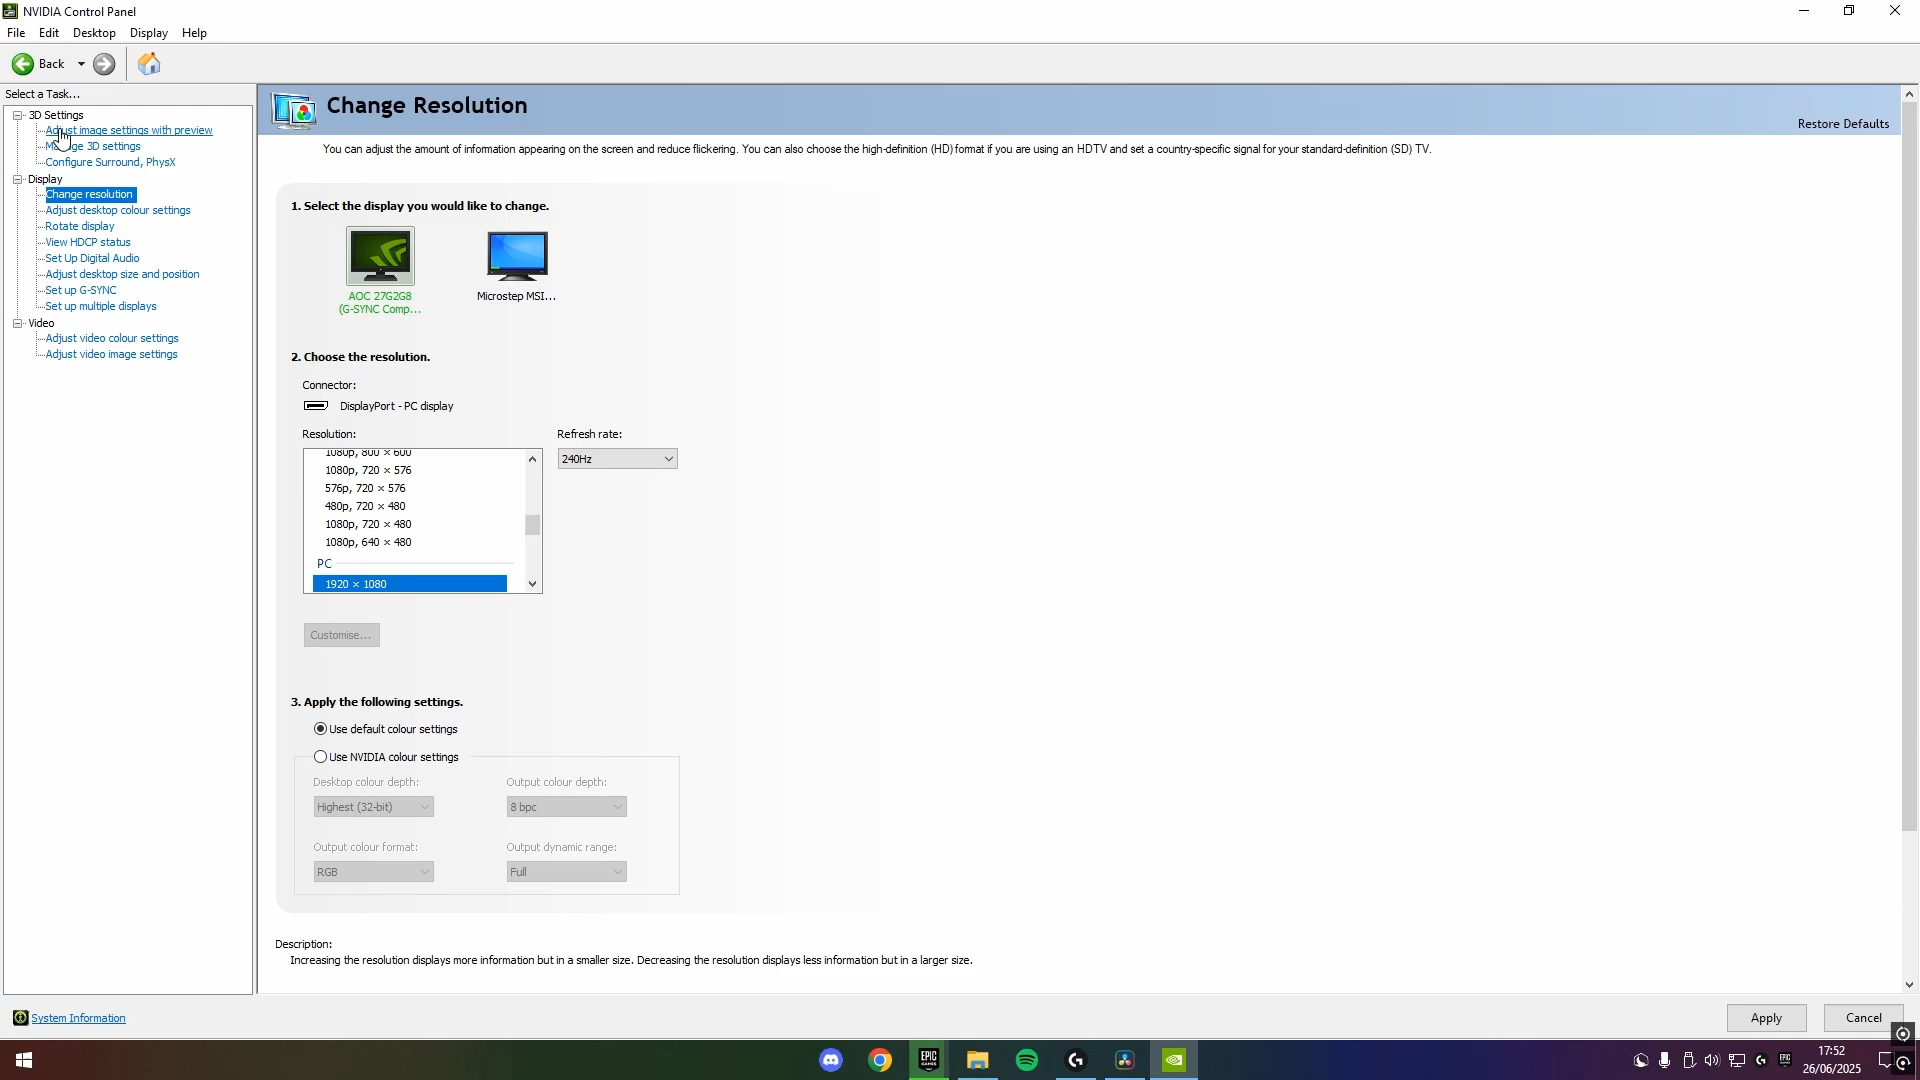 NVIDIA Control Panel
File Edit Desktop Display Help
Back
Select a Task...
3D Settings
Adjust image settings with preview
3D settings
Configure Surround, PhysX
Display
Change resolution
Adjust desktop colour settings
Rotate display
View HDCP status
Set Up Digital Audio
Adjust desktop size and position
Set up G-SYNC
Set up multiple displays
Video
Adjust video colour settings
Adjust video image settings
System Information
Change Resolution
Restore Defaults
You can adjust the amount of information appearing on the screen and reduce flickering. You can also choose the high-definition (HD) format if you are using an HDTV and set a country-specific signal for your standard-definition (SD) TV.
1. Select the display you would like to change.
AOC 27G2G8
(G-SYNC Comp...
Microstep MSI...
2. Choose the resolution.
Connector:
DisplayPort - PC display
Resolution:
Refresh rate:
1080p, 800 × 600
240Hz
1080p, 720 × 576
576p, 720 × 576
480p, 720 × 480
1080p, 720 × 480
1080p, 640 × 480
PC
1920 × 1080
Customise...
3. Apply the following settings.
Use default colour settings
Use NVIDIA colour settings
Desktop colour depth:
Output colour depth:
Highest (32-bit)
8 bpc
Output colour format:
Output dynamic range:
RGB
Full
Description:
Increasing the resolution displays more information but in a smaller size. Decreasing the resolution displays less information but in a larger size.
Apply
Cancel
EPIC
GAMES
17:52
26/06/2025